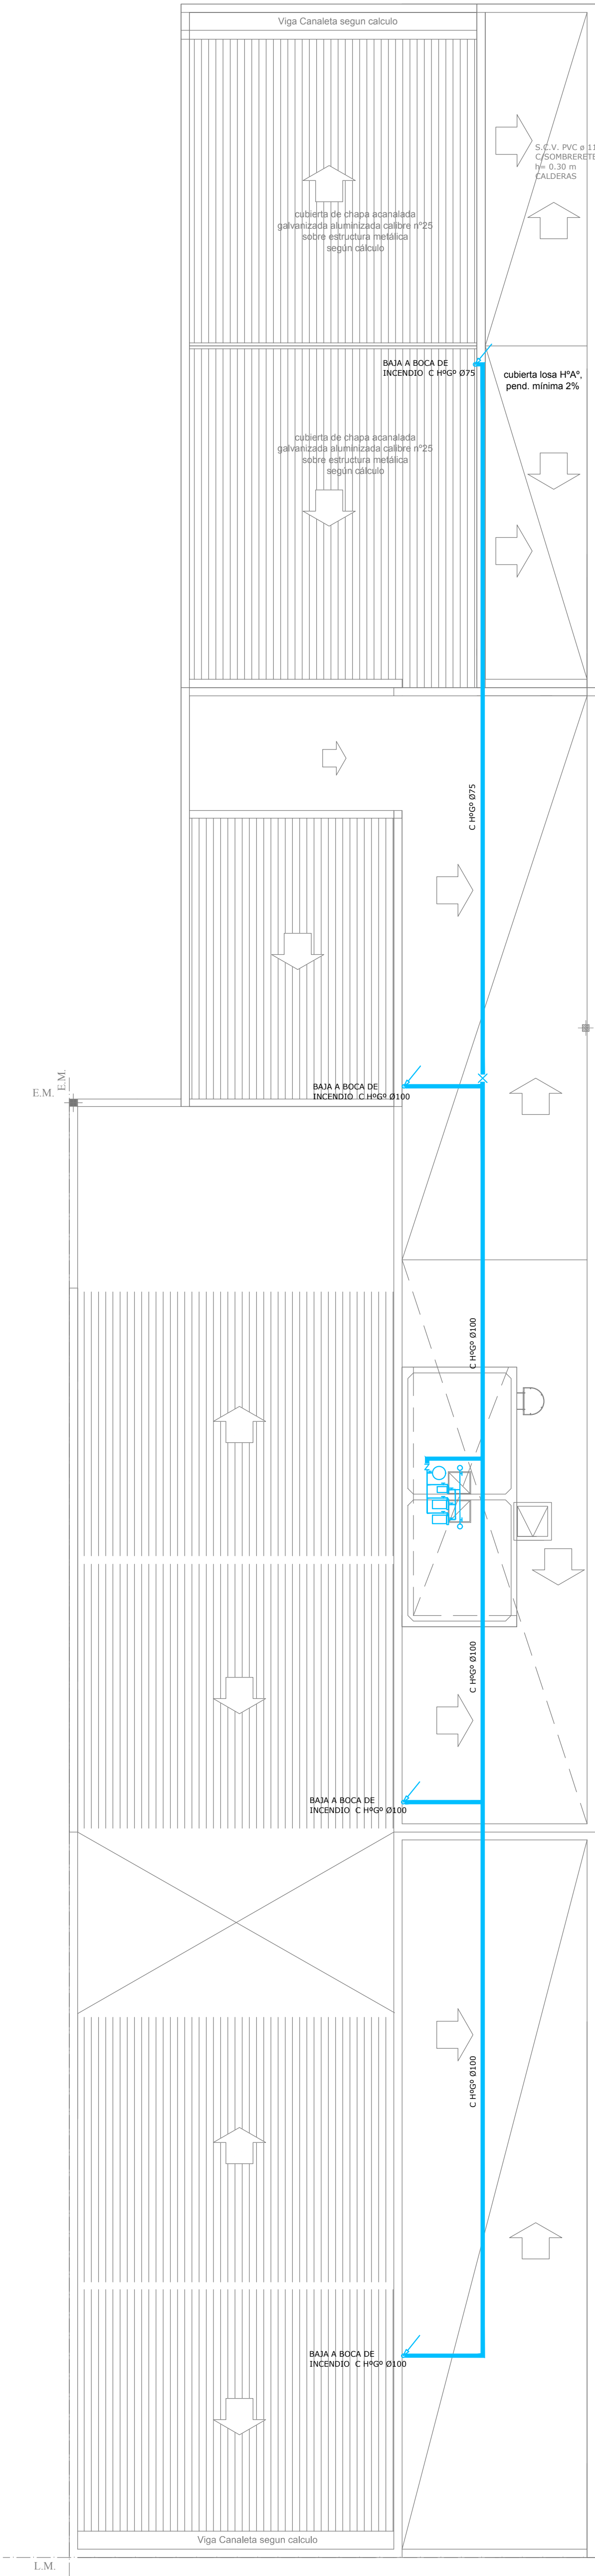 Viga Canaleta segun calculo
S.C.V. PVC ø 11
C/SOMBRERETE
h= 0.30 m
CALDERAS
cubierta de chapa acanalada
galvanizada aluminizada calibre nº25
sobre estructura metálica
según cálculo
BAJA A BOCA DE
INCENDIO C HºGº Ø75
cubierta losa HºAº,
pend. mínima 2%
cubierta de chapa acanalada
galvanizada aluminizada calibre nº25
sobre estructura metálica
según cálculo
C HºGº Ø75
E.M.
E.M.
BAJA A BOCA DE
INCENDIO C HºGº Ø100
C HºGº Ø100
C HºGº Ø100
BAJA A BOCA DE
INCENDIO C HºGº Ø100
C HºGº Ø100
BAJA A BOCA DE
INCENDIO C HºGº Ø100
Viga Canaleta segun calculo
L.M.